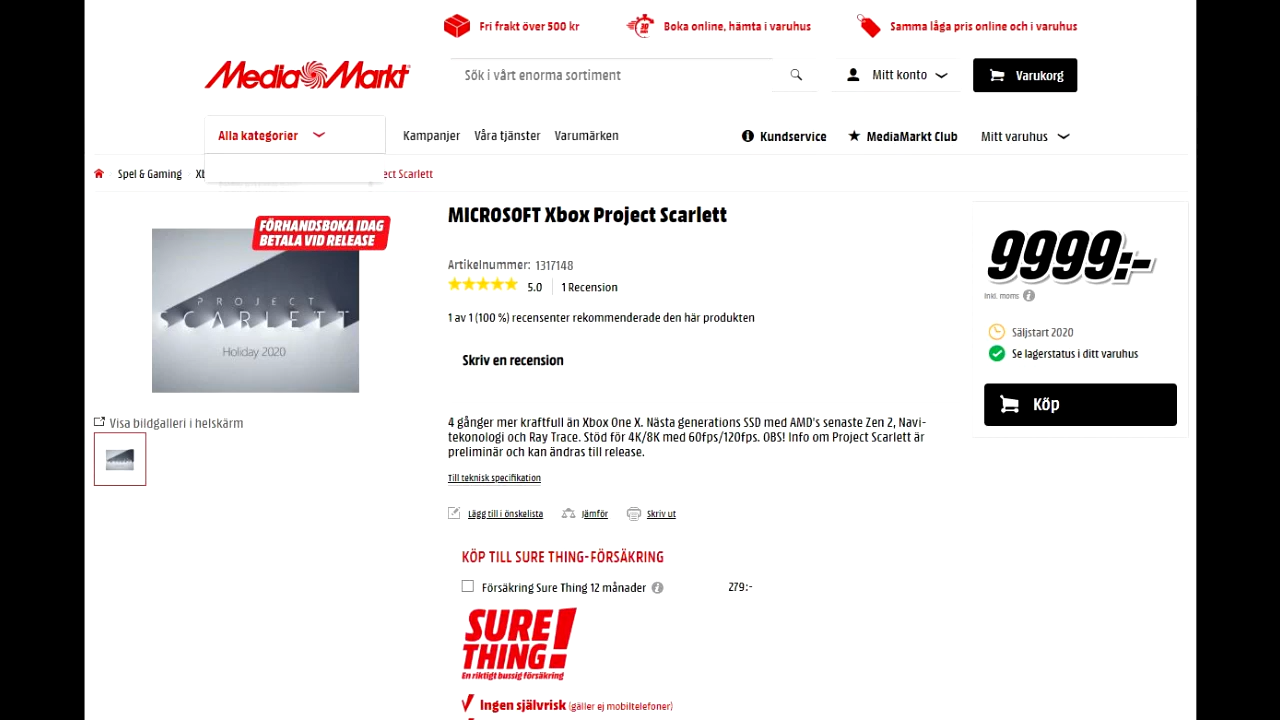 Fri frakt över 500 kr
Boka online, hämta i varuhus
Samma låga pris online och i varuhus
Media Markt
Sök i vårt enorma sortiment
Mitt konto
Varukorg
Alla kategorier
Kampanjer
Våra tjänster
Varumärken
Kundservice
MediaMarkt Club
Mitt varuhus
Spel & Gaming
ect Scarlett
MICROSOFT Xbox Project Scarlett
FÖRHANDSBOKA IDAG
BETALA VID RELEASE
PROJECT
SCARLETT
Holiday 2020
Visa bildgalleri i helskärm
Artikelnummer: 1317148
5.0
1 Recension
1 av 1 (100 %) recensenter rekommenderade den här produkten
Skriv en recension
4 gånger mer kraftfull än Xbox One X. Nästa generations SSD med AMD's senaste Zen 2, Navi-
tekonologi och Ray Trace. Stöd för 4K/8K med 60fps/120fps. OBS! Info om Project Scarlett är
preliminär och kan ändras till release.
Till teknisk specifikation
Lägg till i önskelista
Jämför
Skriv ut
KÖP TILL SURE THING-FÖRSÄKRING
Försäkring Sure Thing 12 månader
279:-
SURE
THING!
En riktigt bussig försäkring
Ingen självrisk (gäller ej mobiltelefoner)
9999:-
Inkl. moms
Säljstart 2020
Se lagerstatus i ditt varuhus
Köp